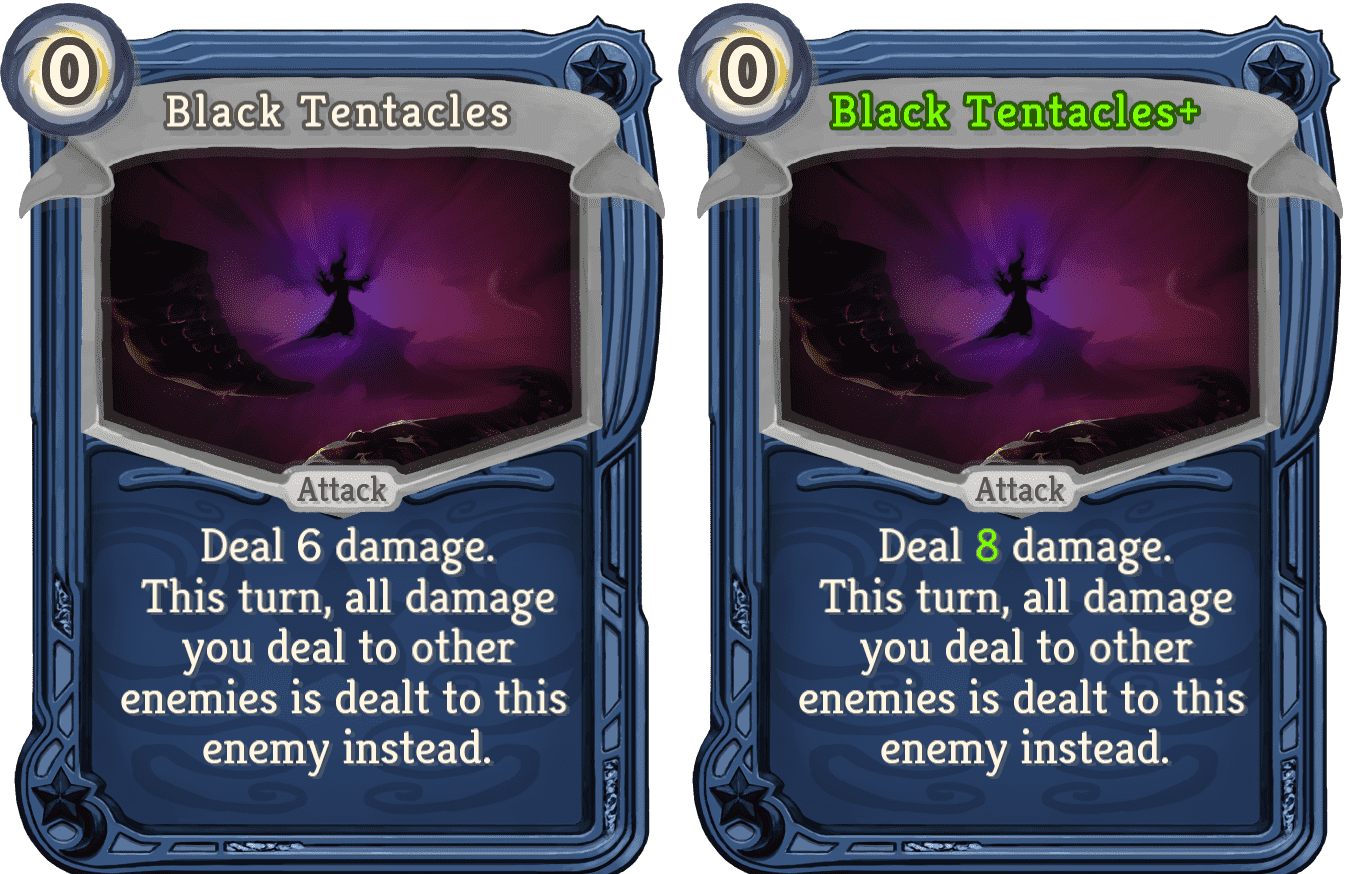 0
Black Tentacles
Attack
Deal 6 damage.
This turn, all damage
you deal to other
enemies is dealt to this
enemy instead.
0
Black Tentacles+
Attack
Deal 8 damage.
This turn, all damage
you deal to other
enemies is dealt to this
enemy instead.